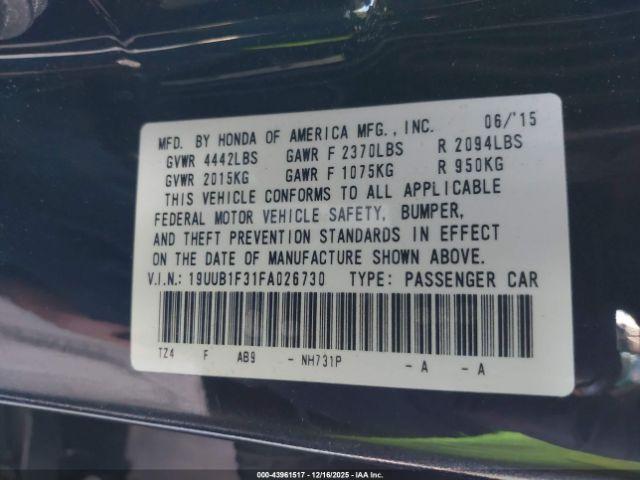 MFD. BY HONDA OF AMERICA MFG., INC. 06/'15
GVWR 4442LBS GAWR F 2370LBS R 2094LBS
GVWR 2015KG GAWR F 1075KG R 950KG
THIS VEHICLE CONFORMS TO ALL APPLICABLE
FEDERAL MOTOR VEHICLE SAFETY, BUMPER,
AND THEFT PREVENTION STANDARDS IN EFFECT
ON THE DATE OF MANUFACTURE SHOWN ABOVE.
V.I.N.: 19UUB1F31FA026730 TYPE: PASSENGER CAR
TZ4 F AB9 - NH731P - A - A
© 000-43961517 - 12/16/2025 - IAA, LLC